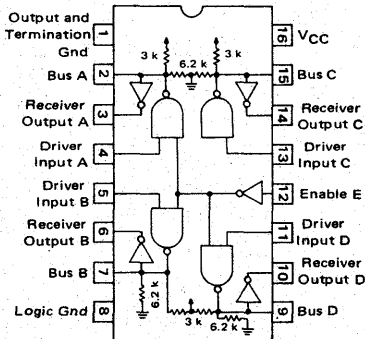 Output and
Termination
Gnd
1
16
VCC
3 k
3 k
6.2 k
Bus A
2
15
Bus C
Receiver
Output A
3
14
Receiver
Output C
Driver
Input A
4
13
Driver
Input C
Driver
Input B
5
12
Enable E
Receiver
Output B
6
11
Driver
Input D
Bus B
7
10
Receiver
Output D
6.2 k
Logic Gnd
8
3 k
6.2 k
9
Bus D